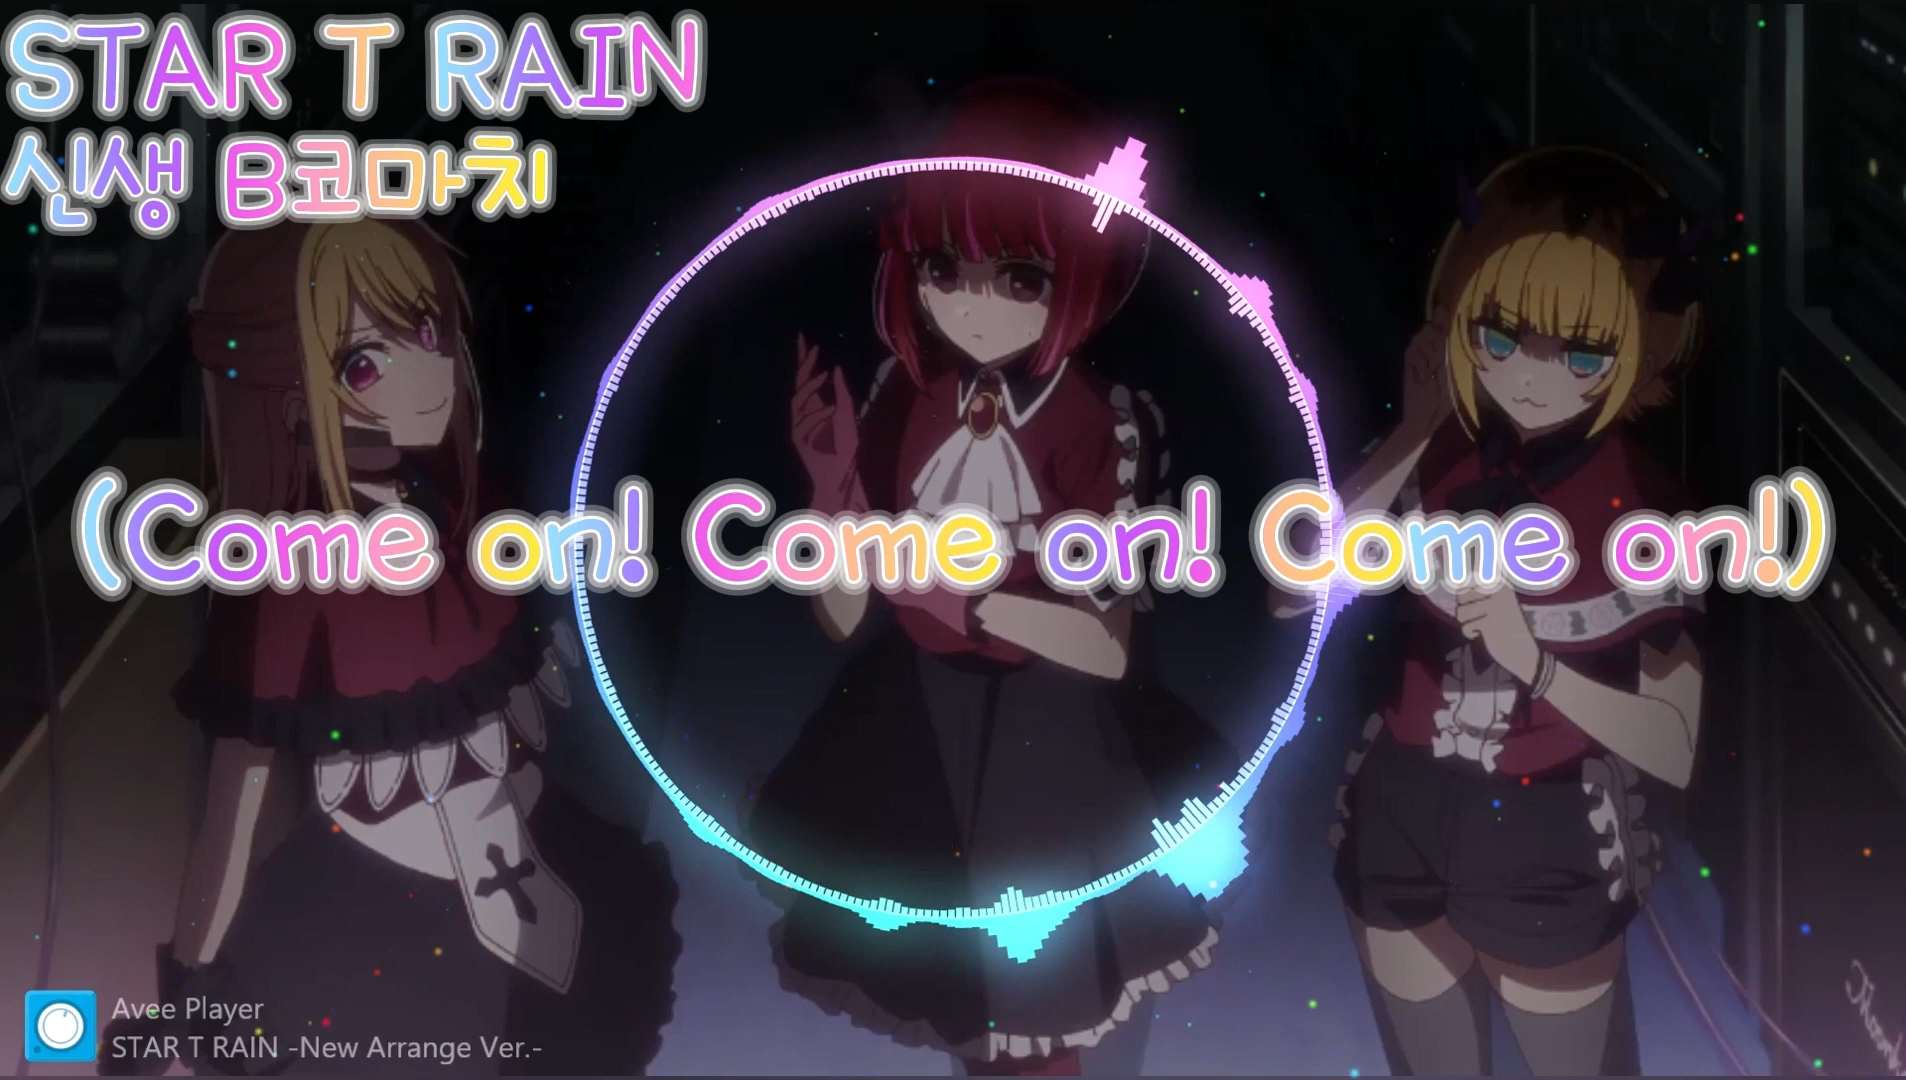 STAR T RAIN
신생 B코마치
(Come on! Come on! Come on!)
Avee Player
STAR T RAIN -New Arrange Ver.-